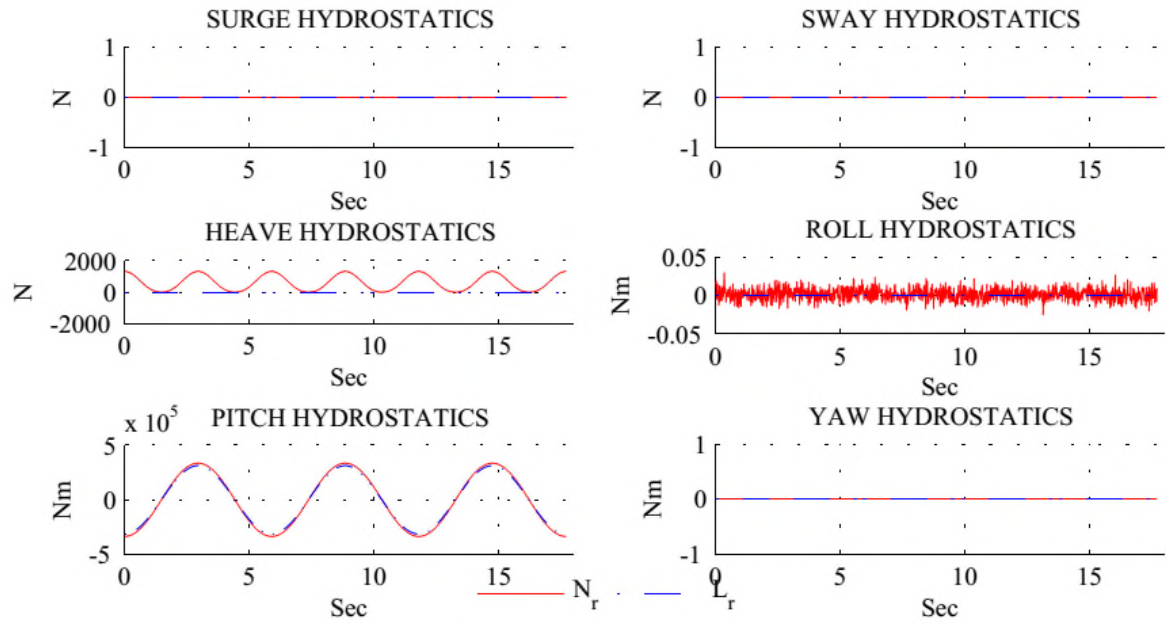 SURGE HYDROSTATICS
1
0
-1
N
0 5 10 15
Sec
SWAY HYDROSTATICS
1
0
-1
N
0 5 10 15
Sec
HEAVE HYDROSTATICS
2000
0
-2000
N
0 5 10 15
Sec
ROLL HYDROSTATICS
0.05
0
-0.05
Nm
0 5 10 15
Sec
x 10^5
PITCH HYDROSTATICS
5
0
-5
Nm
0 5 10 15
Sec
YAW HYDROSTATICS
1
0
-1
Nm
0 5 10 15
Sec
N_r L_r